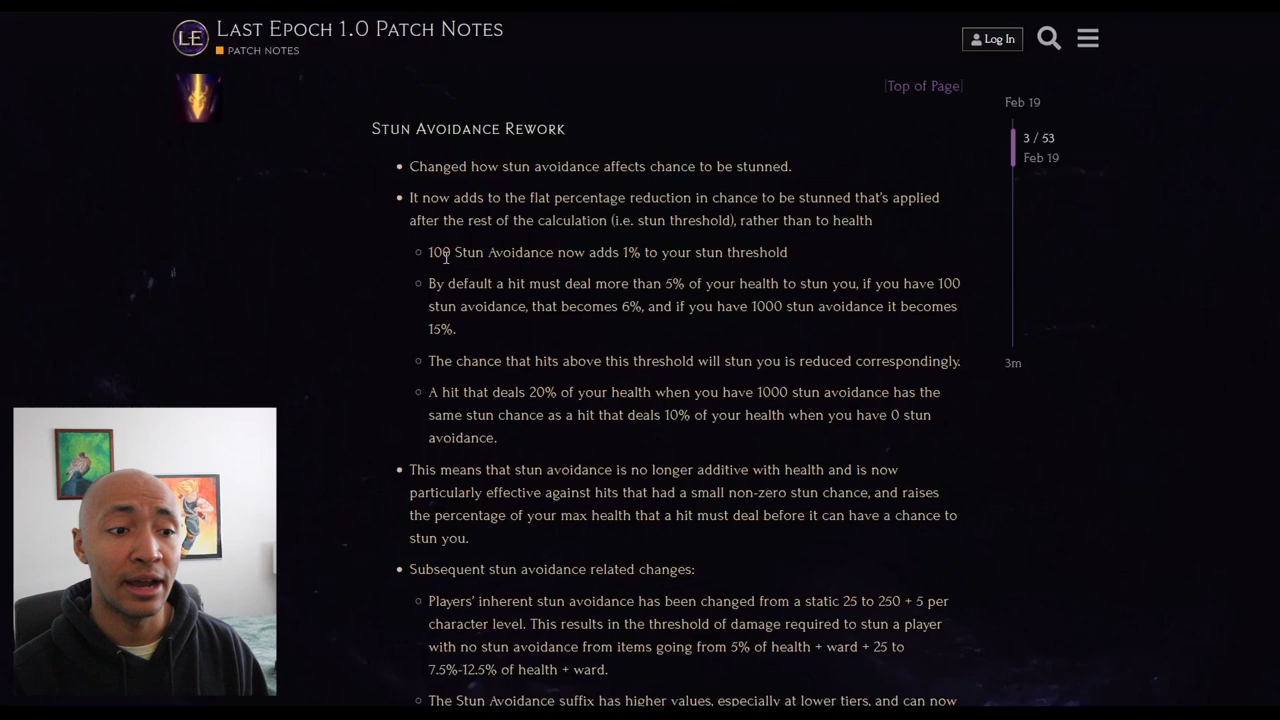 LE
Last Epoch 1.0 Patch Notes
PATCH NOTES
Log In
Top of Page
Feb 19
3 / 53
Feb 19
3m
Stun Avoidance Rework
Changed how stun avoidance affects chance to be stunned.
It now adds to the flat percentage reduction in chance to be stunned that's applied
after the rest of the calculation (i.e. stun threshold), rather than to health
100 Stun Avoidance now adds 1% to your stun threshold
By default a hit must deal more than 5% of your health to stun you, if you have 100
stun avoidance, that becomes 6%, and if you have 1000 stun avoidance it becomes
15%.
The chance that hits above this threshold will stun you is reduced correspondingly.
A hit that deals 20% of your health when you have 1000 stun avoidance has the
same stun chance as a hit that deals 10% of your health when you have 0 stun
avoidance.
This means that stun avoidance is no longer additive with health and is now
particularly effective against hits that had a small non-zero stun chance, and raises
the percentage of your max health that a hit must deal before it can have a chance to
stun you.
Subsequent stun avoidance related changes:
Players' inherent stun avoidance has been changed from a static 25 to 250 + 5 per
character level. This results in the threshold of damage required to stun a player
with no stun avoidance from items going from 5% of health + ward + 25 to
7.5%-12.5% of health + ward.
The Stun Avoidance suffix has higher values, especially at lower tiers, and can now